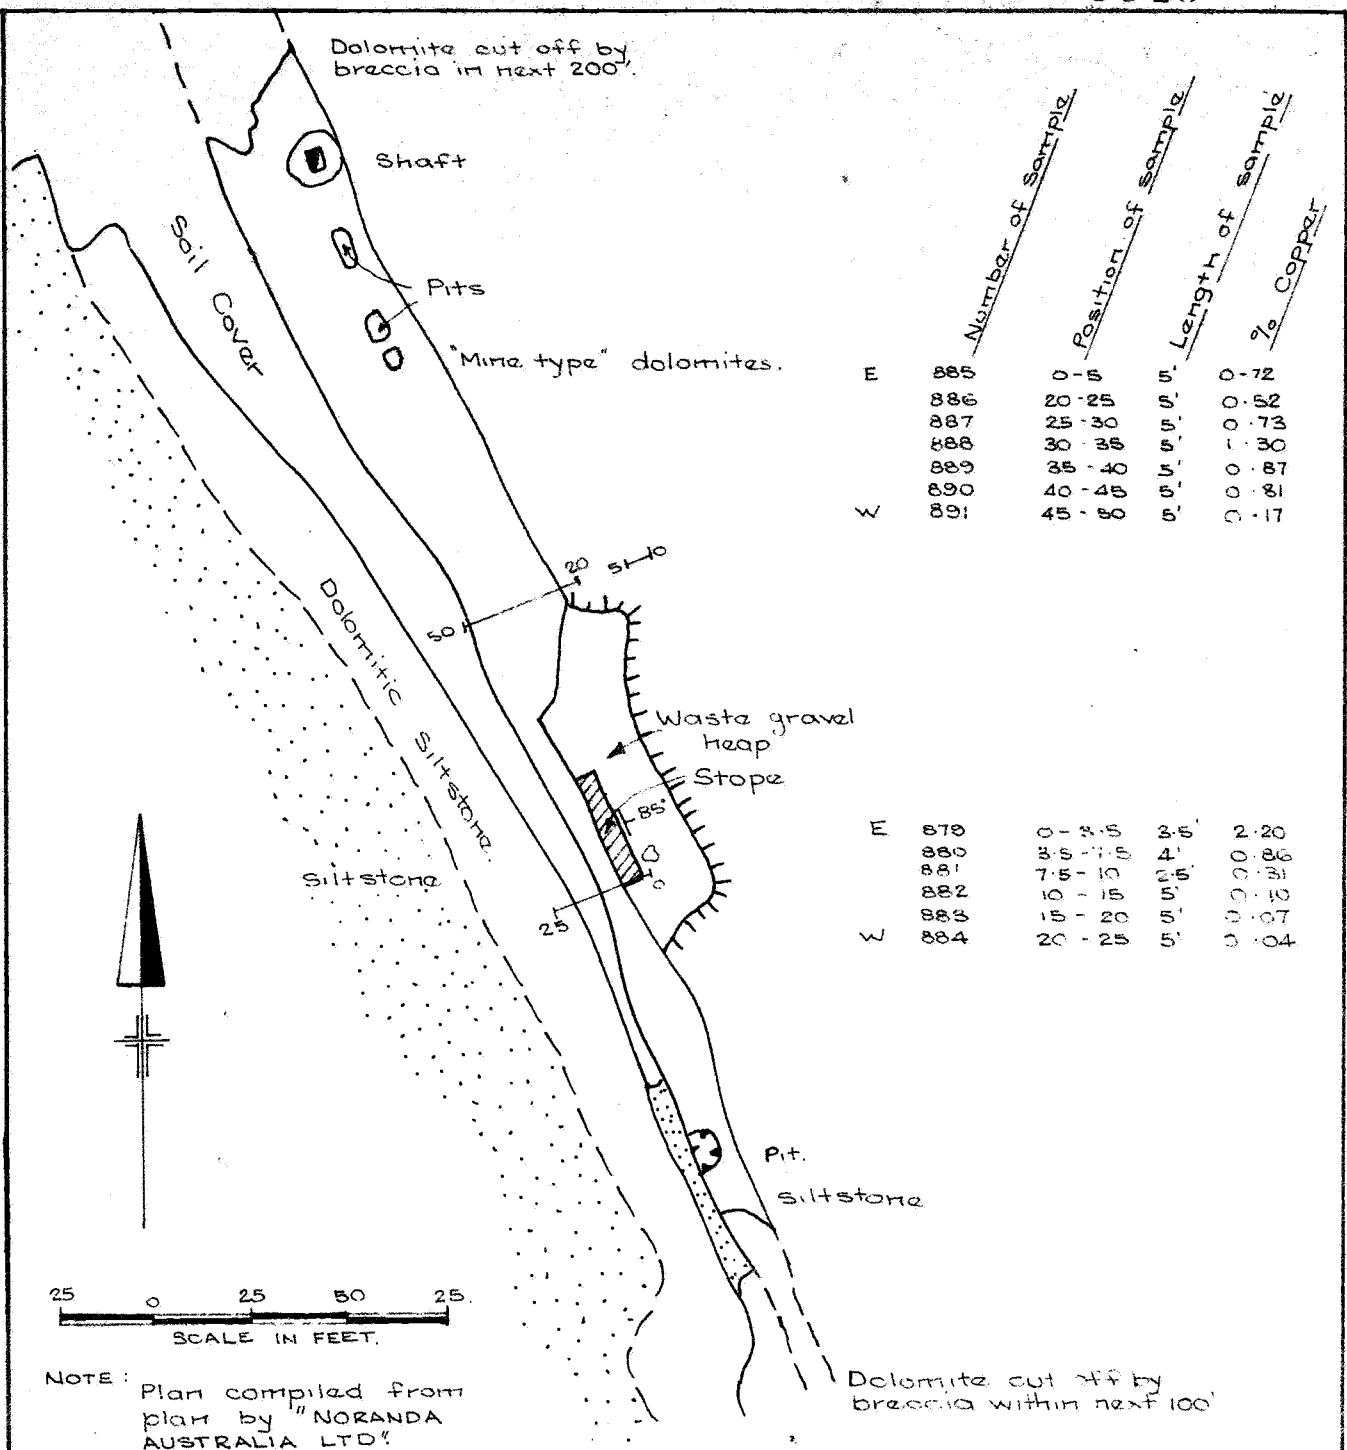 Dolomite cut off by
breccia in next 200'.
Shaft
Pits
"Mine type" dolomites.
Soil Cover
Number of Sample Position of Sample Length of sample % Copper
E 885 0-5 5' 0-72
886 20-25 5' 0.52
887 25-30 5' 0.73
888 30-35 5' 1.30
889 35-40 5' 0.87
890 40-45 5' 0.81
W 891 45-50 5' 0.17
20 5 10
50
Dolomitic Siltstone.
Waste gravel
heap
Stope
85°
0
25
Siltstone
E 879 0-3.5 3.5' 2.20
880 3.5-7.5 4' 0.86
881 7.5-10 2.5' 0.31
882 10-15 5' 0.10
883 15-20 5' 0.07
W 884 20-25 5' 0.04
Pit.
Siltstone
25 0 25 50 25.
SCALE IN FEET.
NOTE: Plan compiled from
plan by "NORANDA
AUSTRALIA LTD".
Dolomite cut off by
breccia within next 100'